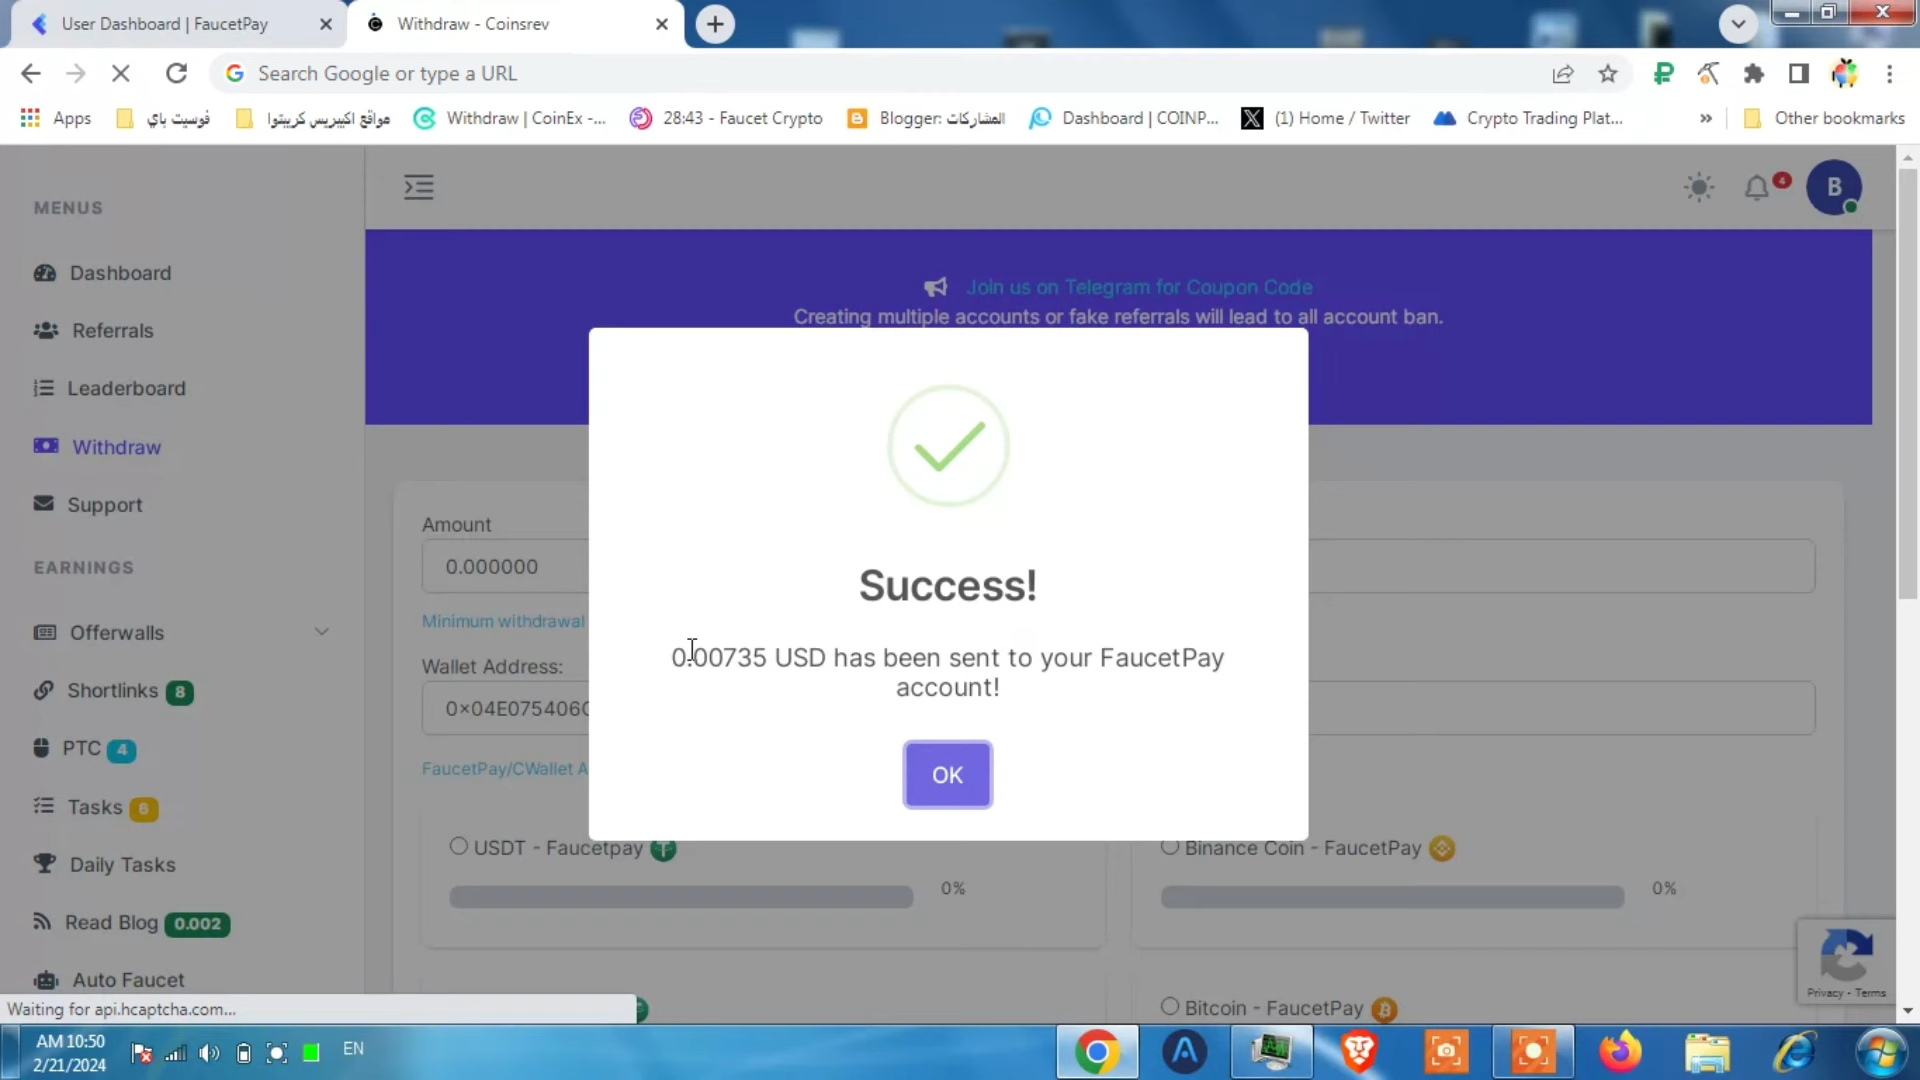 User Dashboard | FaucetPay
Withdraw - Coinsrev
Search Google or type a URL
Apps
فوسيت باي
مواقع اكبيريس كريبتوا
Withdraw | CoinEx -...
28:43 - Faucet Crypto
Blogger: المشاركات
Dashboard | COINP...
(1) Home / Twitter
Crypto Trading Plat...
»
Other bookmarks
MENUS
4
B
Dashboard
Referrals
Leaderboard
Withdraw
Support
EARNINGS
Offerwalls
Shortlinks 8
PTC 4
Tasks 6
Daily Tasks
Read Blog 0.002
Auto Faucet
Join us on Telegram for Coupon Code
Creating multiple accounts or fake referrals will lead to all account ban.
Amount
0.000000
Minimum withdrawal
Wallet Address:
0×04E075406
FaucetPay/CWallet A
Success!
0.00735 USD has been sent to your FaucetPay
account!
OK
USDT - Faucetpay
0%
Binance Coin - FaucetPay
0%
Bitcoin - FaucetPay
Privacy - Terms
Waiting for api.hcaptcha.com...
AM 10:50
2/21/2024
EN